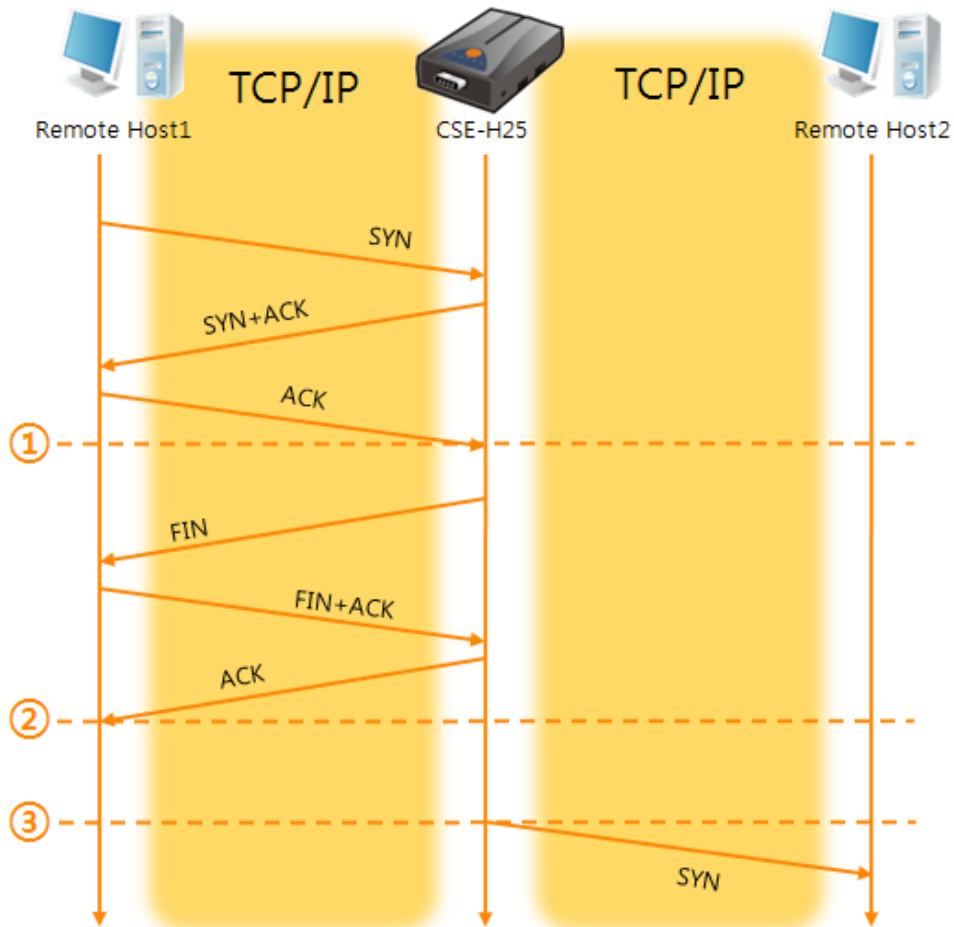 TCP/IP
TCP/IP
Remote Host1
CSE-H25
Remote Host2
SYN
SYN+ACK
ACK
①
FIN
FIN+ACK
ACK
②
③
SYN